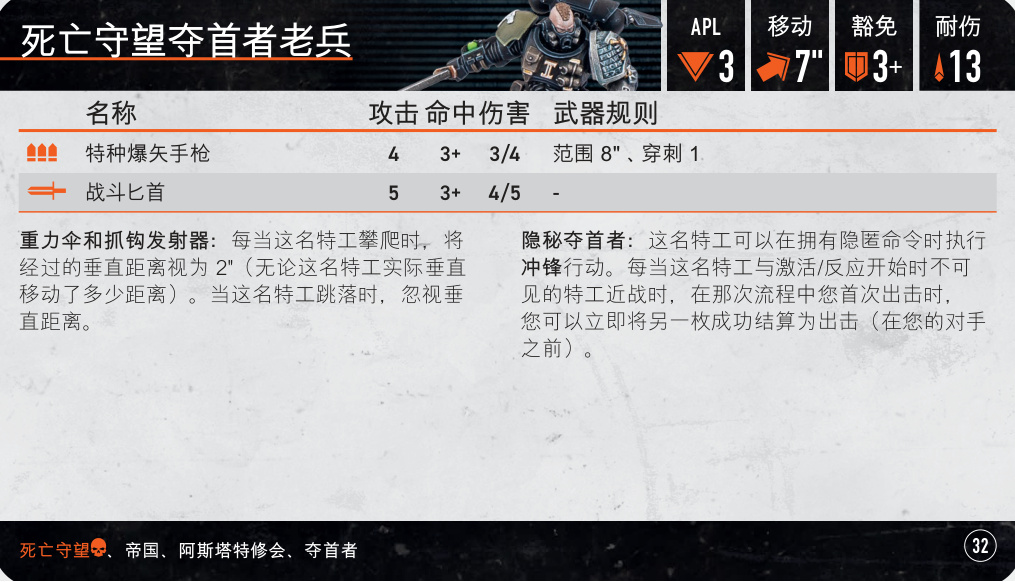 死亡守望夺首者老兵
APL 移动 豁免 耐伤
3 7" 3+ 13
名称 攻击 命中 伤害 武器规则
特种爆矢手枪 4 3+ 3/4 范围 8"、穿刺 1
战斗匕首 5 3+ 4/5 -
重力伞和抓钩发射器：每当这名特工攀爬时，将
经过的垂直距离视为 2"（无论这名特工实际垂直
移动了多少距离）。当这名特工跳落时，忽视垂
直距离。
隐秘夺首者：这名特工可以在拥有隐匿命令时执行
冲锋行动。每当这名特工与激活/反应开始时不可
见的特工近战时，在那次流程中您首次出击时，
您可以立即将另一枚成功结算为出击（在您的对手
之前）。
死亡守望、帝国、阿斯塔特修会、夺首者
32